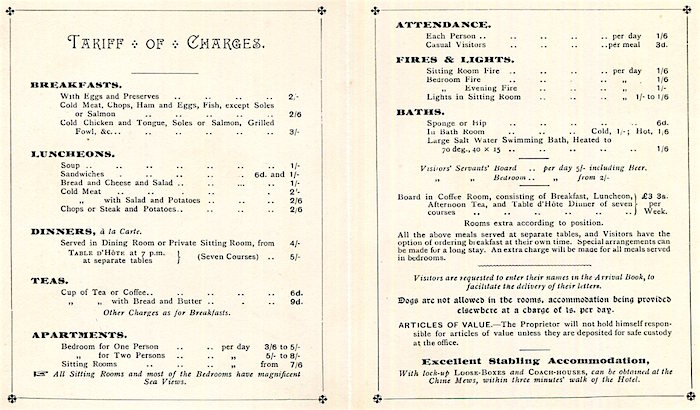 TARIFF OF CHARGES.
BREAKFASTS.
With Eggs and Preserves .. .. .. .. 2/-
Cold Meat, Chops, Ham and Eggs, Fish, except Soles
or Salmon .. .. .. .. .. 2/6
Cold Chicken and Tongue, Soles or Salmon, Grilled
Fowl, &c... .. .. .. .. .. 3/-
LUNCHEONS.
Soup .. .. .. .. .. .. 1/-
Sandwiches .. .. .. .. 6d. and 1/-
Bread and Cheese and Salad .. .. .. .. 1/-
Cold Meat .. .. .. .. .. 2/-
„ with Salad and Potatoes .. .. .. 2/6
Chops or Steak and Potatoes.. .. .. .. 2/6
DINNERS, à la Carte.
Served in Dining Room or Private Sitting Room, from 4/-
TABLE D'HÔTE at 7 p.m.
at separate tables } (Seven Courses) .. 5/-
TEAS.
Cup of Tea or Coffee.. .. .. .. .. 6d.
„ „ with Bread and Butter .. .. .. 9d.
Other Charges as for Breakfasts.
APARTMENTS.
Bedroom for One Person .. .. per day 3/6 to 5/-
„ for Two Persons .. .. „ 5/- to 8/-
Sitting Rooms .. .. „ from 7/6
☞ All Sitting Rooms and most of the Bedrooms have magnificent
Sea Views.
ATTENDANCE.
Each Person .. .. .. .. .. per day 1/6
Casual Visitors .. .. .. .. per meal 3d.
FIRES & LIGHTS.
Sitting Room Fire .. .. .. .. per day 1/6
Bedroom Fire .. .. .. .. „ 1/6
„ Evening Fire .. .. .. „ 1/-
Lights in Sitting Room .. .. .. „ 1/- to 1/6
BATHS.
Sponge or Hip .. .. .. .. .. 6d.
In Bath Room .. .. .. Cold, 1/-; Hot, 1/6
Large Salt Water Swimming Bath, Heated to
70 deg., 40 × 15 .. .. .. .. .. 1/6
Visitors' Servants' Board .. per day 5/- including Beer.
„ „ Bedroom .. „ from 2/-
Board in Coffee Room, consisting of Breakfast, Luncheon, } £3 3s.
Afternoon Tea, and Table d'Hôte Dinner of seven } per
courses .. .. .. .. .. .. } Week.
Rooms extra according to position.
All the above meals served at separate tables, and Visitors have the
option of ordering breakfast at their own time. Special arrangements can
be made for a long stay. An extra charge will be made for all meals served
in bedrooms.
Visitors are requested to enter their names in the Arrival Book, to
facilitate the delivery of their letters.
Dogs are not allowed in the rooms, accommodation being provided
elsewhere at a charge of 1s. per day.
ARTICLES OF VALUE.—The Proprietor will not hold himself respon-
sible for articles of value unless they are deposited for safe custody
at the office.
Excellent Stabling Accommodation,
With lock-up LOOSE-BOXES and COACH-HOUSES, can be obtained at the
Chine Mews, within three minutes' walk of the Hotel.